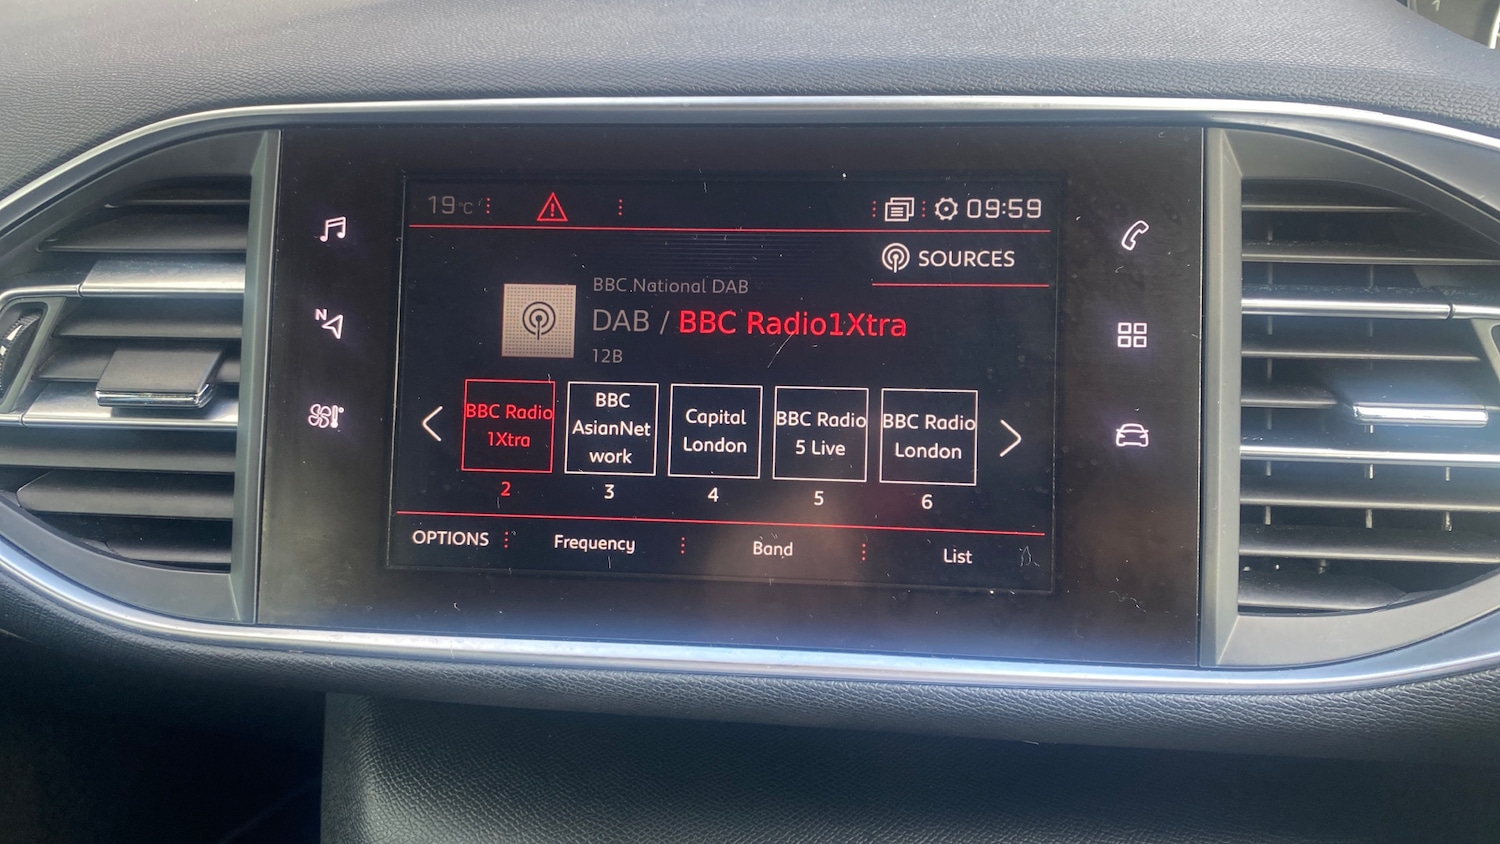 19°C
09:59
SOURCES
BBC National DAB
DAB / BBC Radio1Xtra
12B
BBC Radio
1Xtra
2
BBC
AsianNet
work
3
Capital
London
4
BBC Radio
5 Live
5
BBC Radio
London
6
OPTIONS
Frequency
Band
List
N